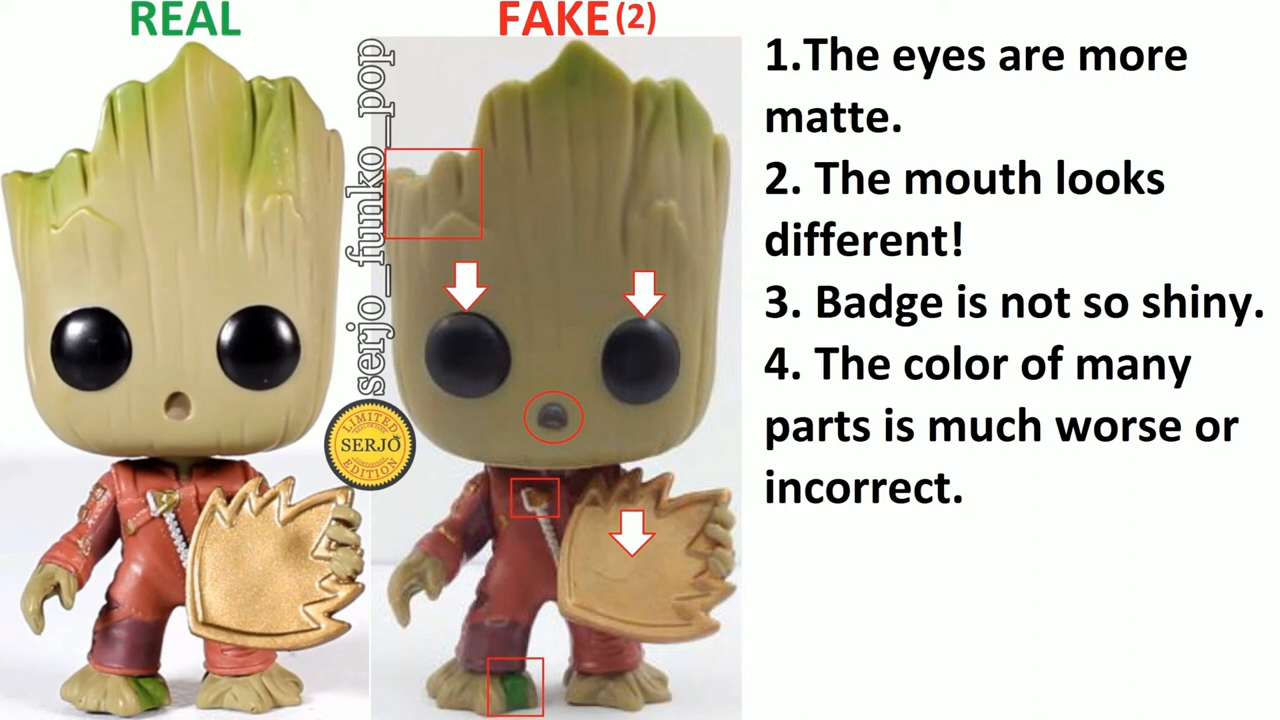 REAL
FAKE (2)
serjo_funko_pop
LIMITED
SERJO
EDITION
1.The eyes are more
matte.
2. The mouth looks
different!
3. Badge is not so shiny.
4. The color of many
parts is much worse or
incorrect.